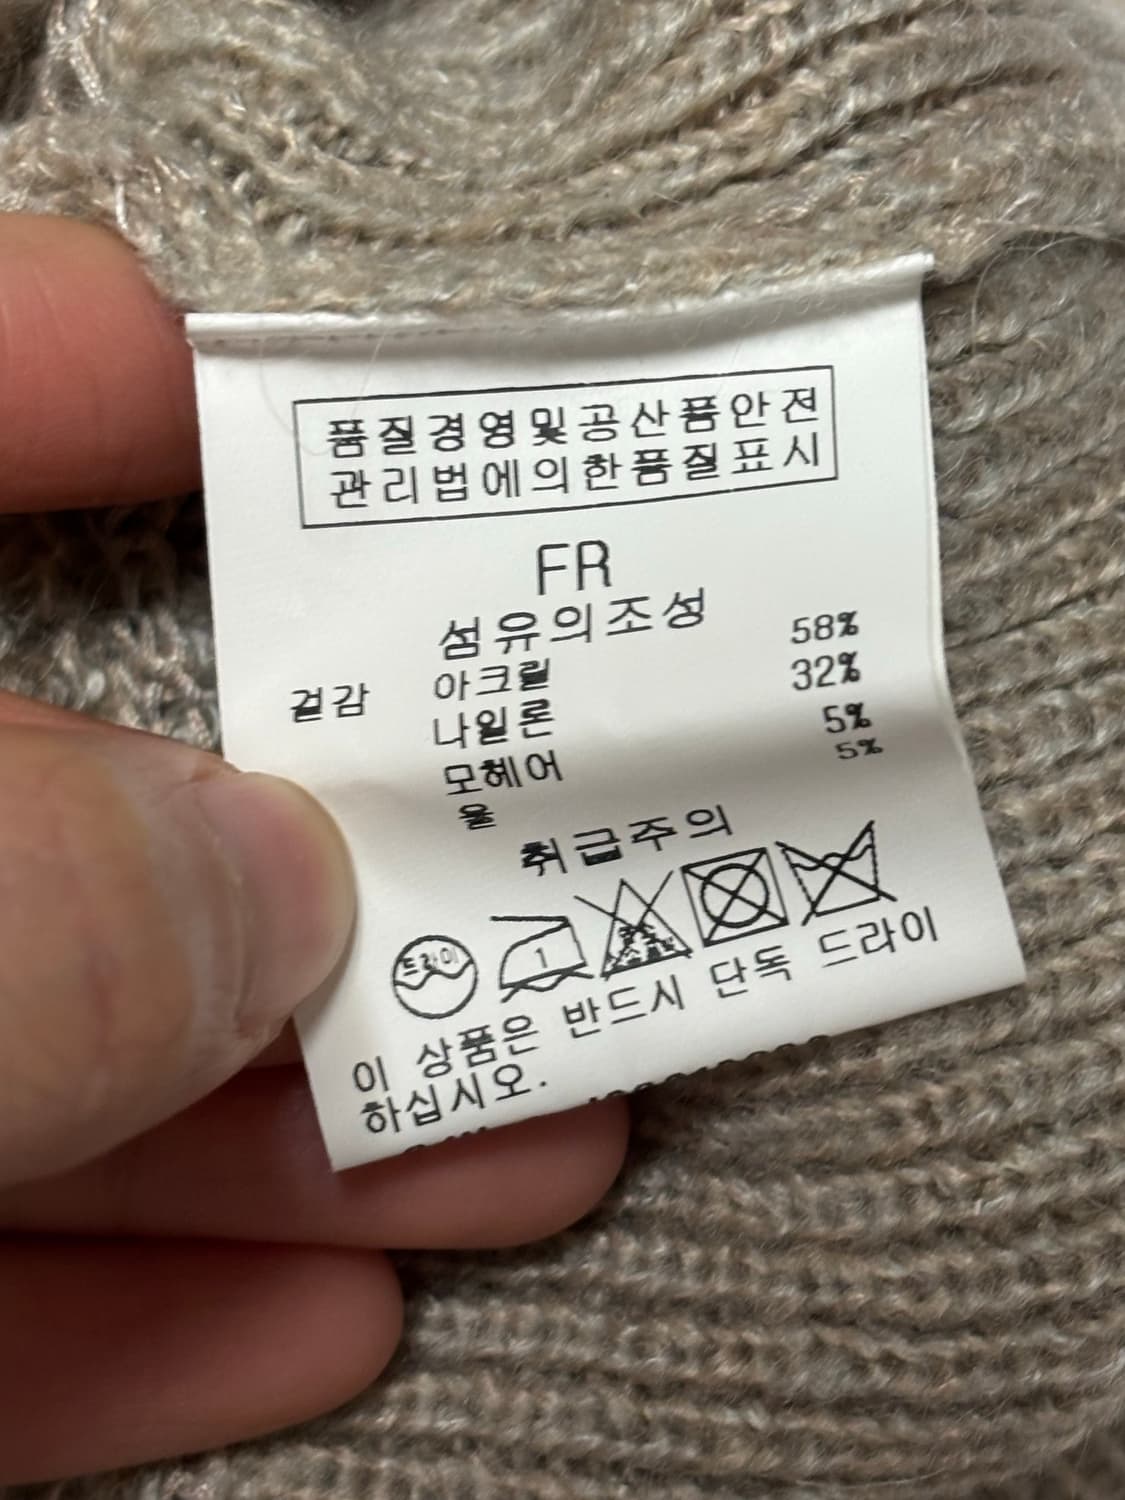 품질경영및공산품안전
관리법에의한품질표시
FR
섬유의조성
겉감 아크릴 58%
나일론 32%
모헤어 5%
울 5%
취급주의
드라이 1
이 상품은 반드시 단독 드라이
하십시오.